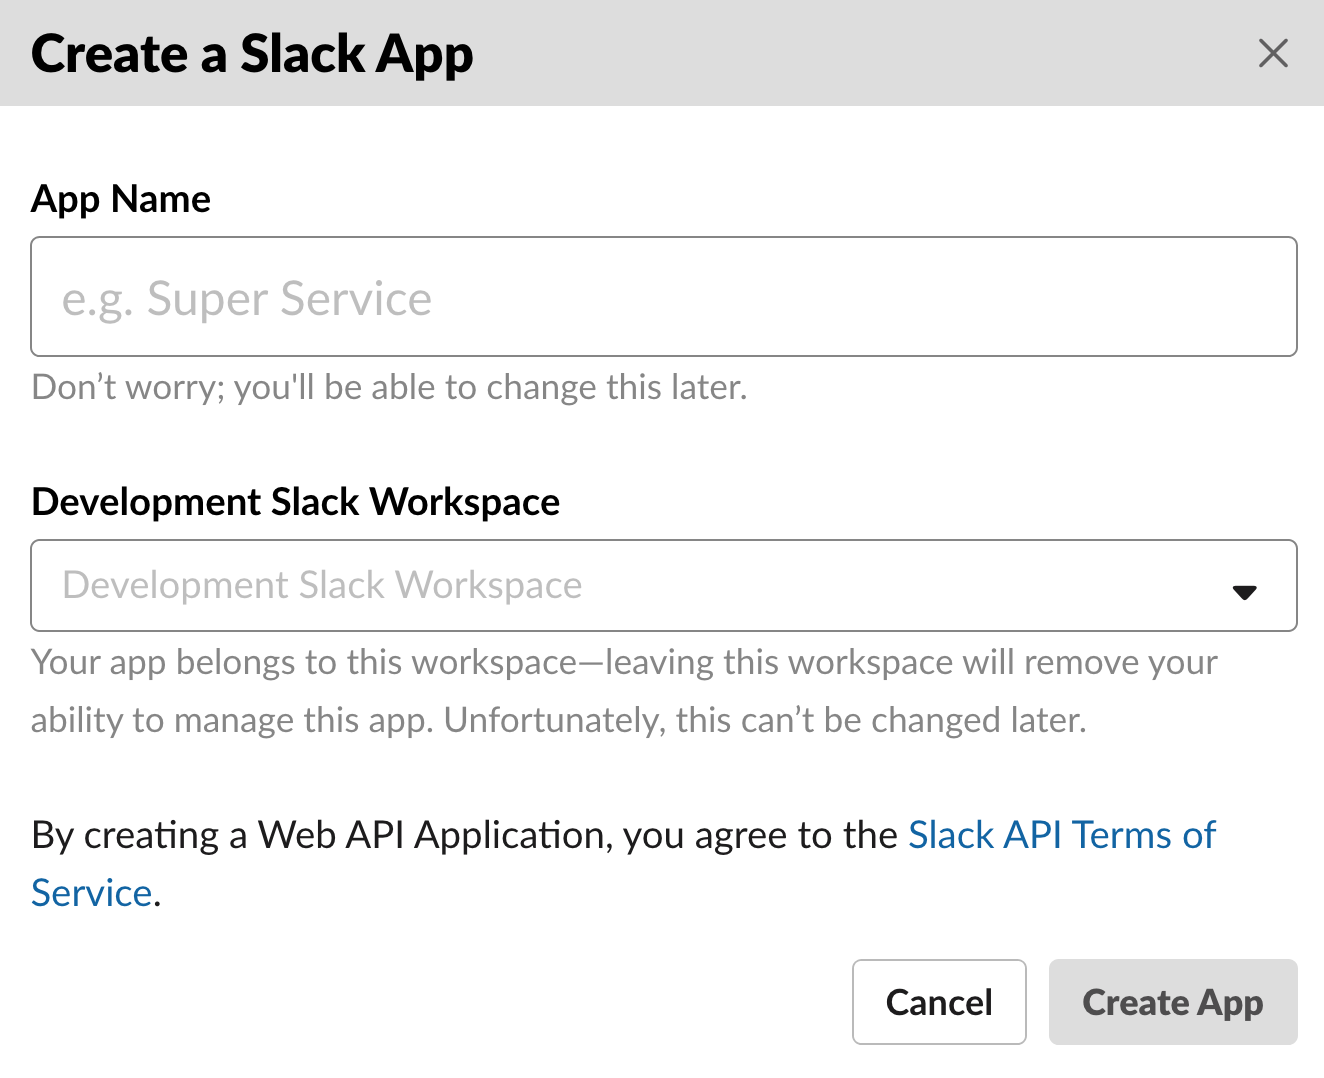 Create a Slack App
App Name
e.g. Super Service
Don’t worry; you'll be able to change this later.
Development Slack Workspace
Development Slack Workspace
Your app belongs to this workspace—leaving this workspace will remove your
ability to manage this app. Unfortunately, this can’t be changed later.
By creating a Web API Application, you agree to the Slack API Terms of
Service.
Cancel
Create App